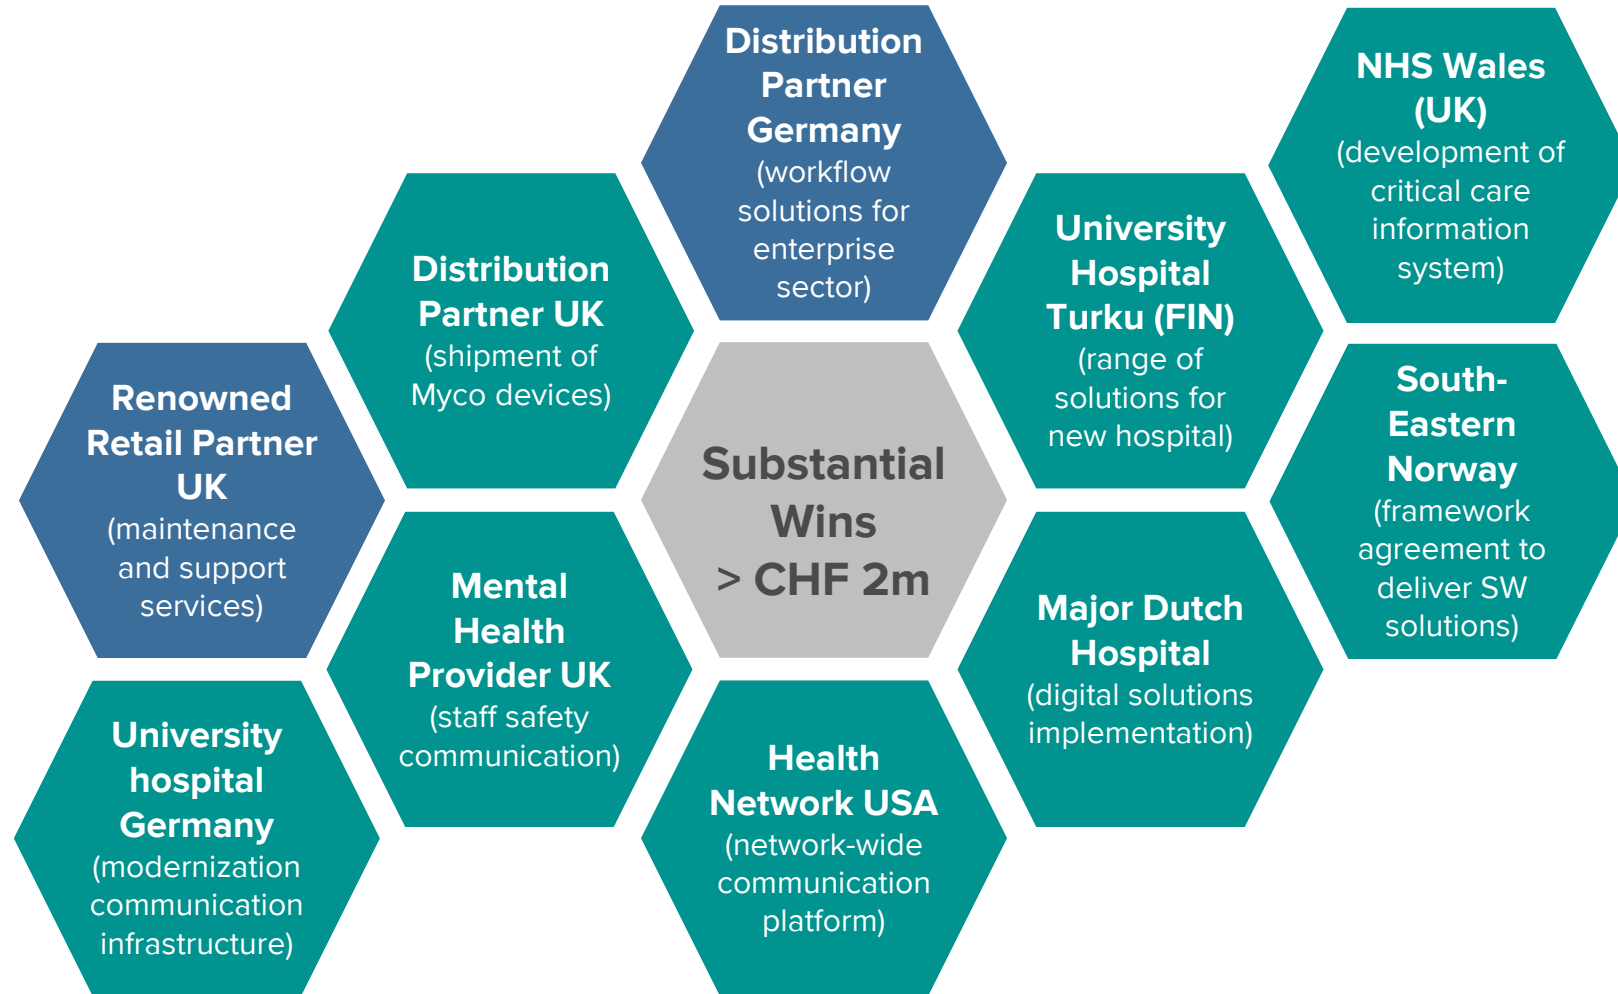 Distribution
Partner
Germany
(workflow
solutions for
enterprise
sector)
NHS Wales
(UK)
(development of
critical care
information
system)
Distribution
Partner UK
(shipment of
Myco devices)
University
Hospital
Turku (FIN)
(range of
solutions for
new hospital)
Renowned
Retail Partner
UK
(maintenance
and support
services)
Substantial
Wins
> CHF 2m
South-
Eastern
Norway
(framework
agreement to
deliver SW
solutions)
Mental
Health
Provider UK
(staff safety
communication)
Major Dutch
Hospital
(digital solutions
implementation)
University
hospital
Germany
(modernization
communication
infrastructure)
Health
Network USA
(network-wide
communication
platform)